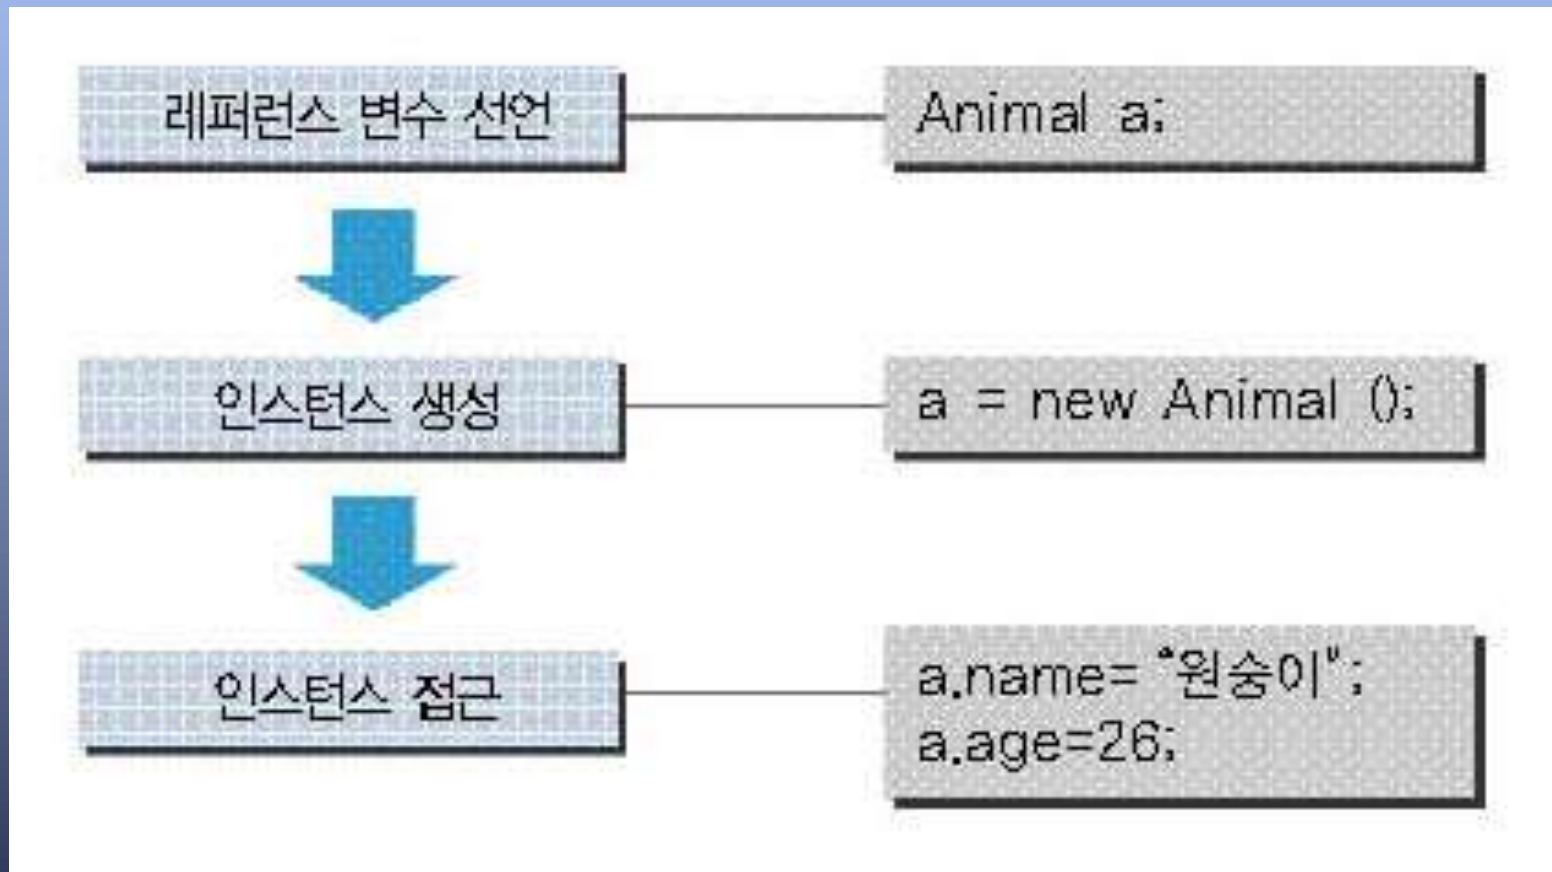 레퍼런스 변수 선언
Animal a;
인스턴스 생성
a = new Animal ();
인스턴스 접근
a.name= "원숭이";
a.age=26;